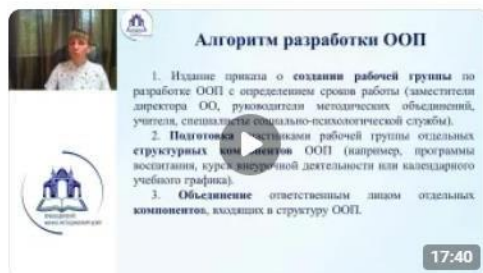 Алгоритм разработки ООП
1. Издание приказа о создании рабочей группы по
разработке ООП с определением сроков работы (заместители
директора ОО, руководители методических объединений,
учителя, специалисты социально-психологической службы).
2. Подготовка участниками рабочей группы отдельных
структурных компонентов ООП (например, программы
воспитания, курса внеурочной деятельности или календарного
учебного графика).
3. Объединение ответственным лицом отдельных
компонентов, входящих в структуру ООП.
17:40